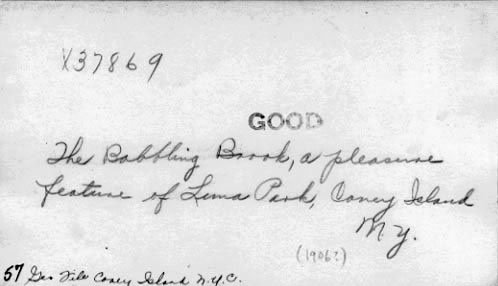 X37869
GOOD
The Babbling Brook, a pleasure
feature of Luna Park, Coney Island
N.Y.
(1906?)
57 Geo File Coney Island N.Y.C.